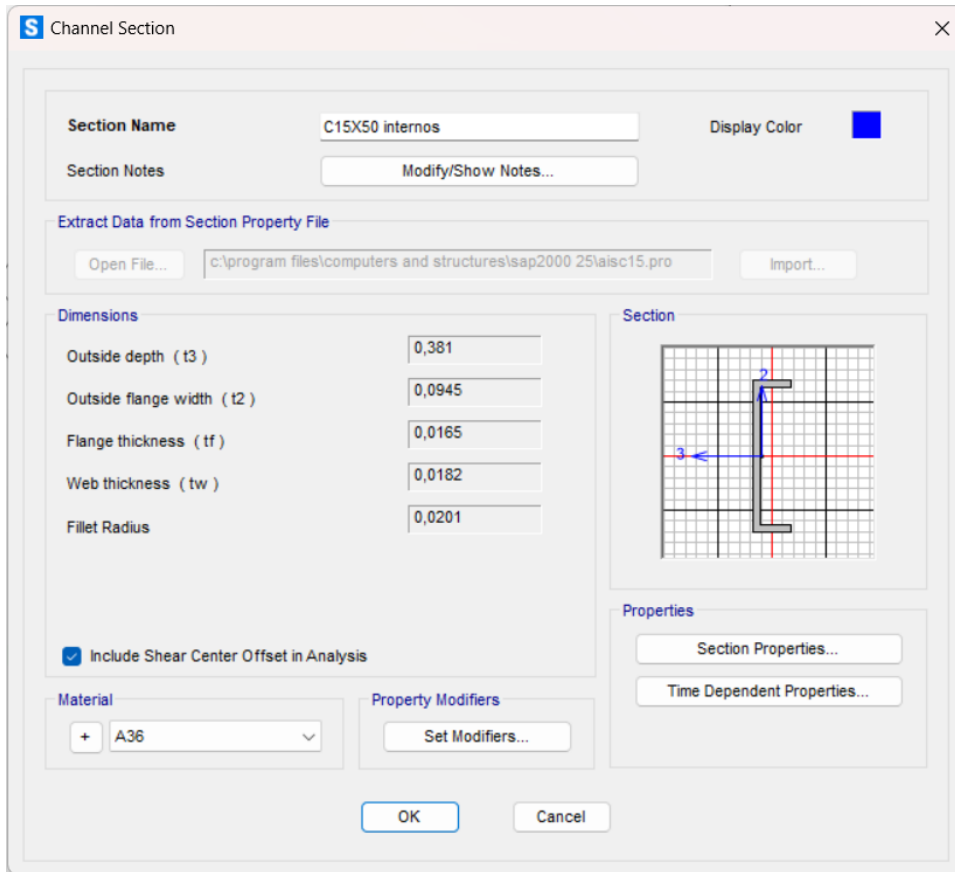 S Channel Section
Section Name C15X50 internos Display Color
Section Notes Modify/Show Notes...
Extract Data from Section Property File
Open File... c:\program files\computers and structures\sap2000 25\aisc15.pro Import...
Dimensions
Outside depth ( t3 ) 0,381
Outside flange width ( t2 ) 0,0945
Flange thickness ( tf ) 0,0165
Web thickness ( tw ) 0,0182
Fillet Radius 0,0201
Include Shear Center Offset in Analysis
Section
2
3
Properties
Section Properties...
Time Dependent Properties...
Material
+ A36
Property Modifiers
Set Modifiers...
OK Cancel